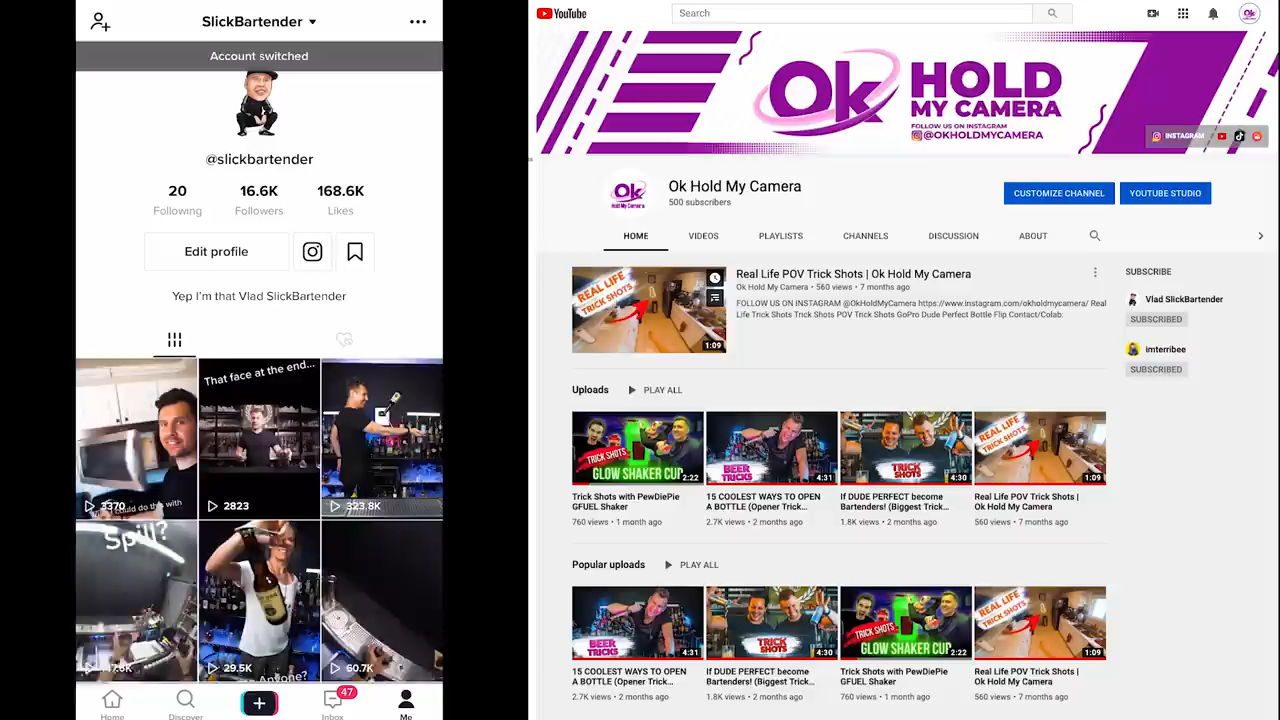 SlickBartender
Account switched
@slickbartender
20 16.6K 168.6K
Following Followers Likes
Edit profile
Yep I'm that Vlad SlickBartender
That face at the end...
could do this with
3370
2823
323.8K
Spill?
29.5K
60.7K
Anyone?
47
Home
Discover
Inbox
Me
YouTube
Search
Ok
Ok HOLD
MY CAMERA
FOLLOW US ON INSTAGRAM
@OKHOLDMYCAMERA
INSTAGRAM
Ok
Hold My Camera
Ok Hold My Camera
500 subscribers
CUSTOMIZE CHANNEL
YOUTUBE STUDIO
HOME VIDEOS PLAYLISTS CHANNELS DISCUSSION ABOUT
REAL LIFE
TRICK SHOTS
1:09
Real Life POV Trick Shots | Ok Hold My Camera
Ok Hold My Camera • 560 views • 7 months ago
FOLLOW US ON INSTAGRAM @OkHoldMyCamera https://www.instagram.com/okholdmycamera/ Real
Life Trick Shots Trick Shots POV Trick Shots GoPro Dude Perfect Bottle Flip Contact/Colab:
SUBSCRIBE
Vlad SlickBartender
SUBSCRIBED
imterribee
SUBSCRIBED
Uploads PLAY ALL
TRICK SHOTS
GLOW SHAKER CUP
2:22
Trick Shots with PewDiePie
GFUEL Shaker
760 views • 1 month ago
BEER
TRICKS
4:31
15 COOLEST WAYS TO OPEN
A BOTTLE (Opener Trick...
2.7K views • 2 months ago
TRICK
SHOTS
4:30
If DUDE PERFECT become
Bartenders! (Biggest Trick...
1.8K views • 2 months ago
REAL LIFE
TRICK SHOTS
1:09
Real Life POV Trick Shots |
Ok Hold My Camera
560 views • 7 months ago
Popular uploads PLAY ALL
BEER
TRICKS
4:31
15 COOLEST WAYS TO OPEN
A BOTTLE (Opener Trick...
2.7K views • 2 months ago
TRICK
SHOTS
4:30
If DUDE PERFECT become
Bartenders! (Biggest Trick...
1.8K views • 2 months ago
TRICK SHOTS
GLOW SHAKER CUP
2:22
Trick Shots with PewDiePie
GFUEL Shaker
760 views • 1 month ago
REAL LIFE
TRICK SHOTS
1:09
Real Life POV Trick Shots |
Ok Hold My Camera
560 views • 7 months ago